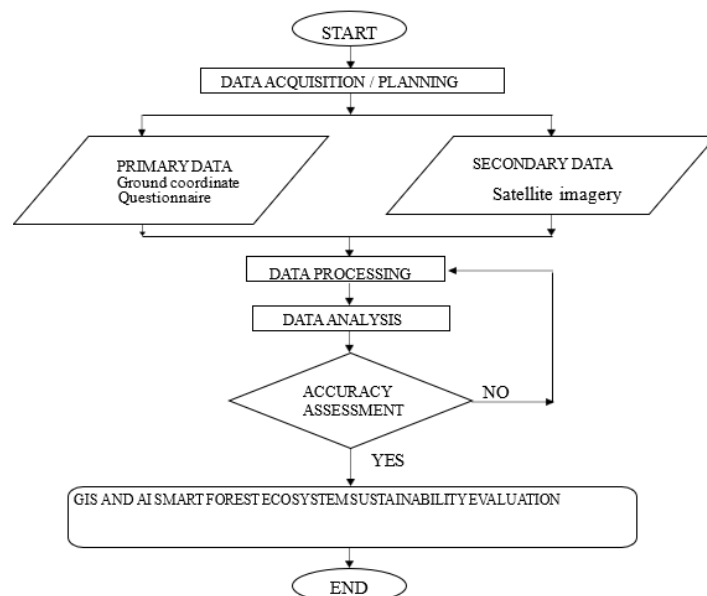 START
DATA ACQUISITION / PLANNING
PRIMARY DATA
Ground coordinate
Questionnaire
SECONDARY DATA
Satellite imagery
DATA PROCESSING
DATA ANALYSIS
ACCURACY
ASSESSMENT
NO
YES
GIS AND AI SMART FOREST ECOSYSTEM SUSTAINABILITY EVALUATION
END